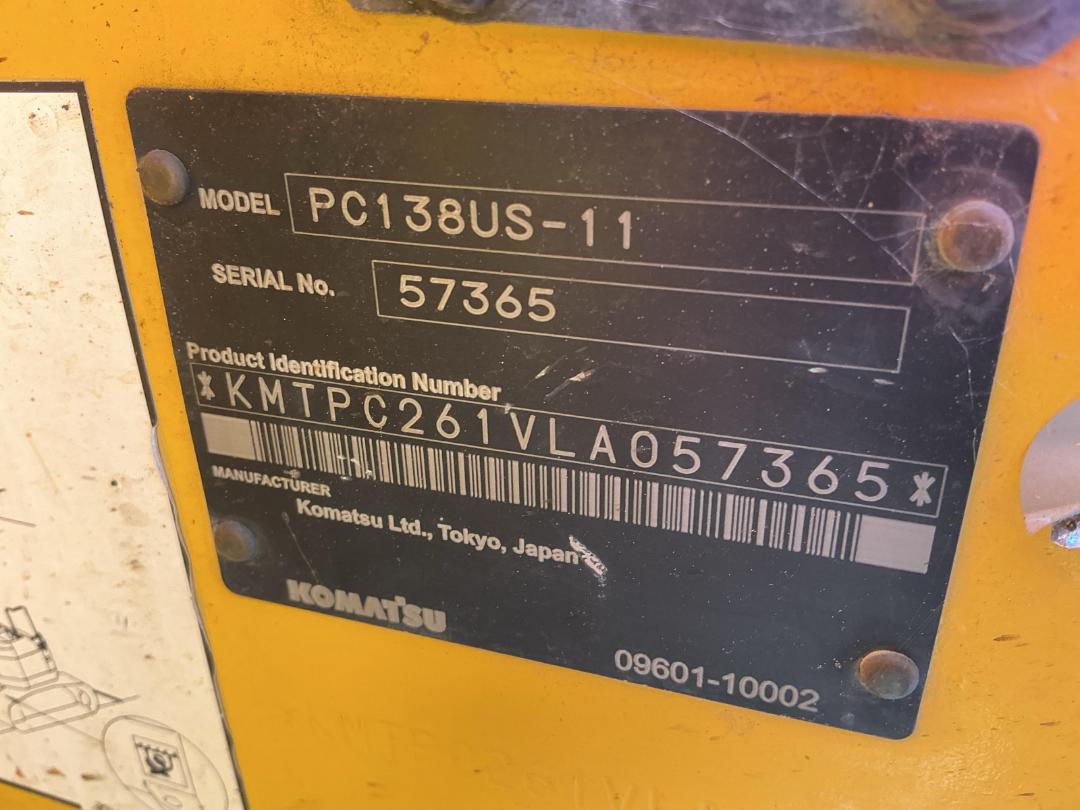 MODEL PC138US-11
SERIAL No. 57365
Product Identification Number
*KMTPC261VLA057365*
MANUFACTURER
Komatsu Ltd., Tokyo, Japan
KOMATSU
09601-10002